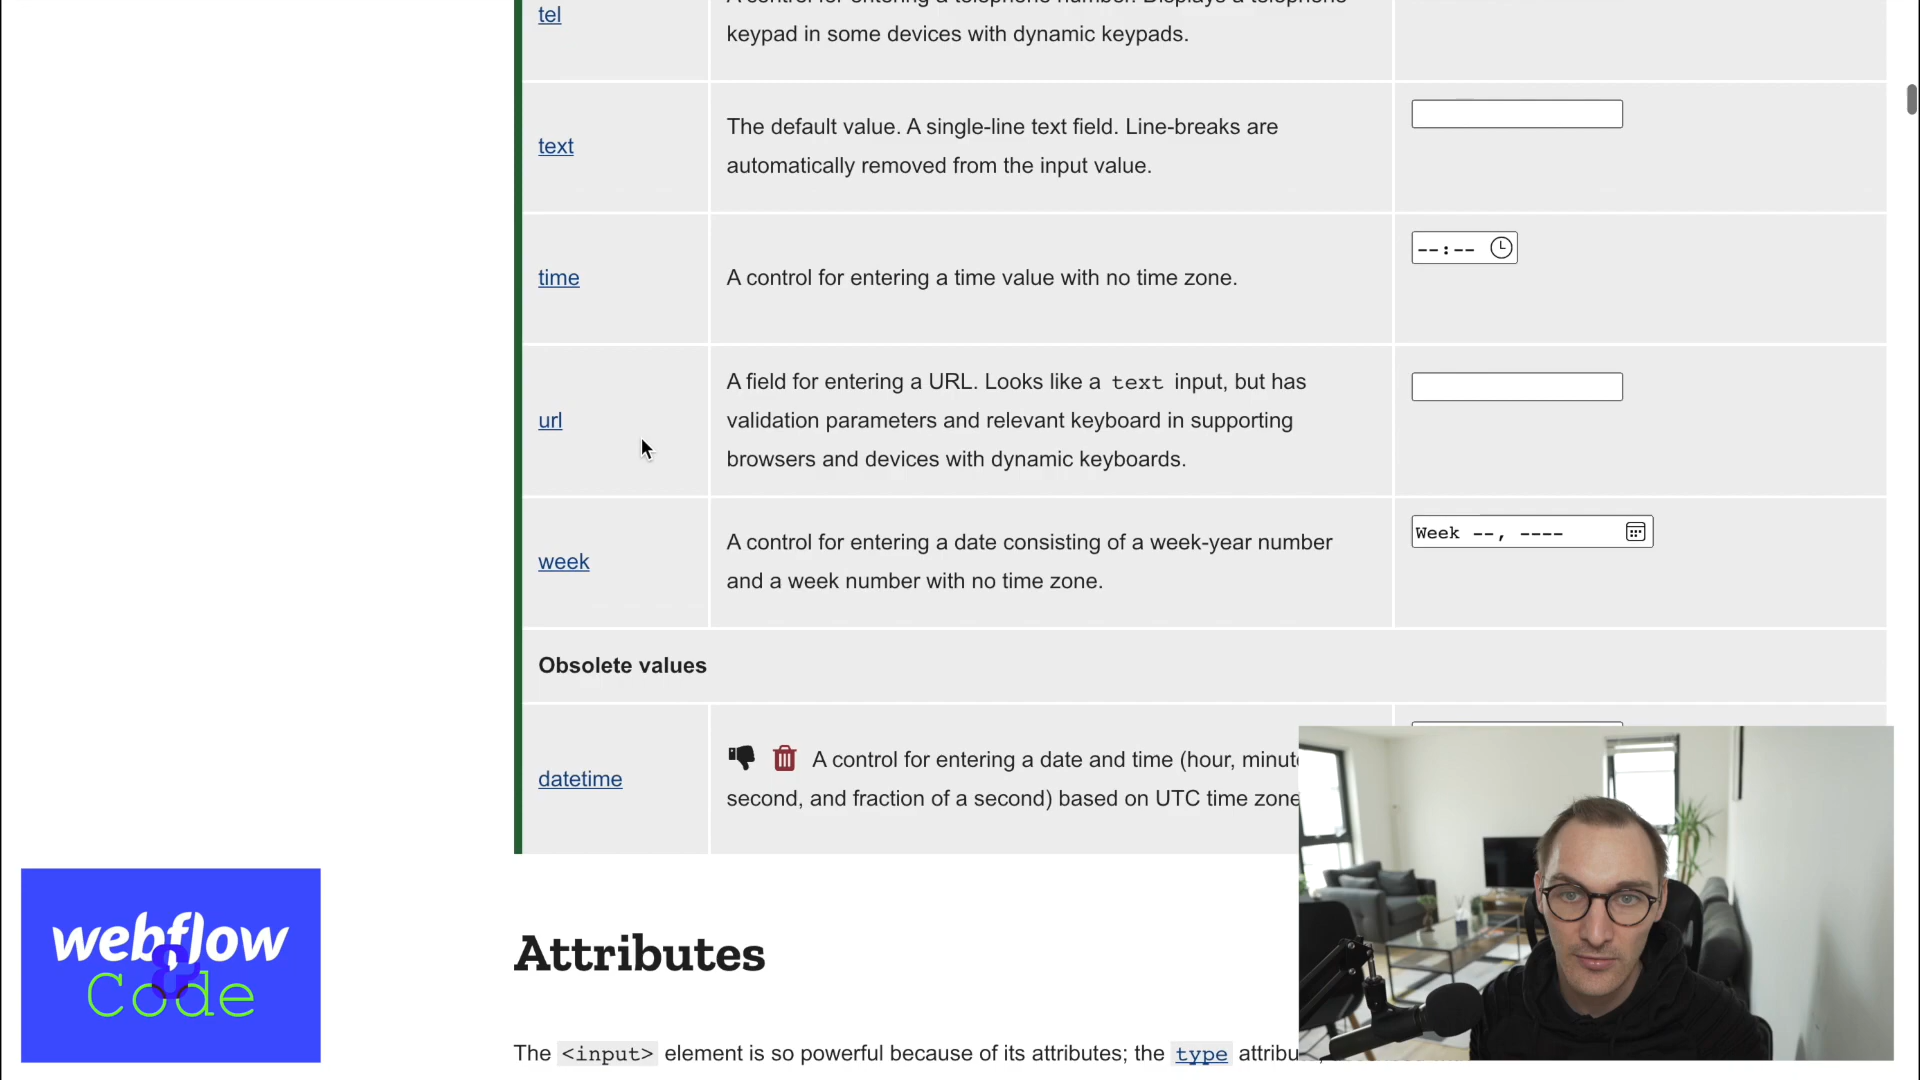 tel
keypad in some devices with dynamic keypads.
text
The default value. A single-line text field. Line-breaks are
automatically removed from the input value.
time
A control for entering a time value with no time zone.
--:--
url
A field for entering a URL. Looks like a text input, but has
validation parameters and relevant keyboard in supporting
browsers and devices with dynamic keyboards.
week
A control for entering a date consisting of a week-year number
and a week number with no time zone.
Week --, ----
Obsolete values
datetime
A control for entering a date and time (hour, minute
second, and fraction of a second) based on UTC time zone
Attributes
The <input> element is so powerful because of its attributes; the type
webflow
&
Code